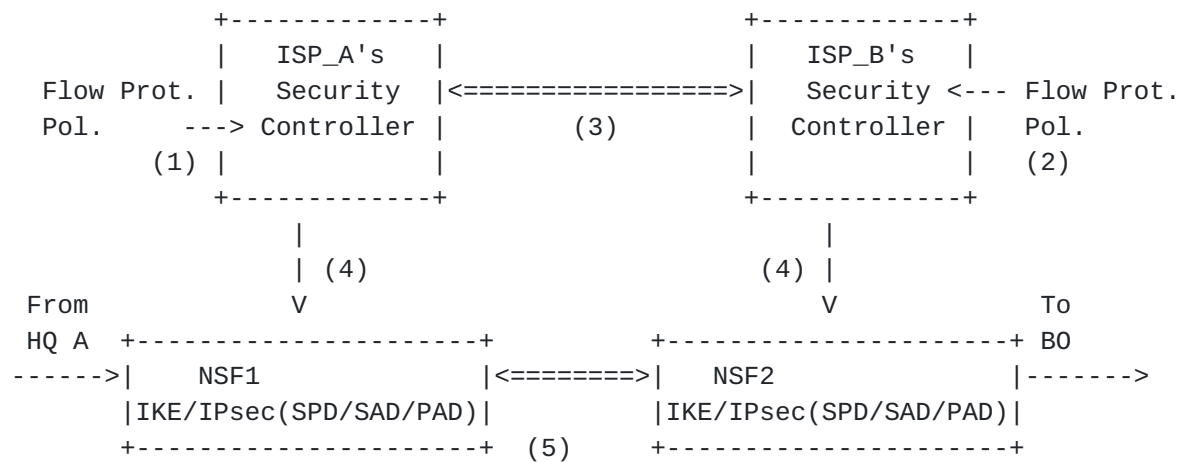 ISP_A's ISP_B's
Flow Prot. Security <================> Security <--- Flow Prot.
Pol. ---> Controller (3) Controller Pol.
(1) (2)
(4) (4)
From V V To
HQ A BO
------> NSF1 <========> NSF2 ------->
IKE/IPsec(SPD/SAD/PAD) IKE/IPsec(SPD/SAD/PAD)
(5)